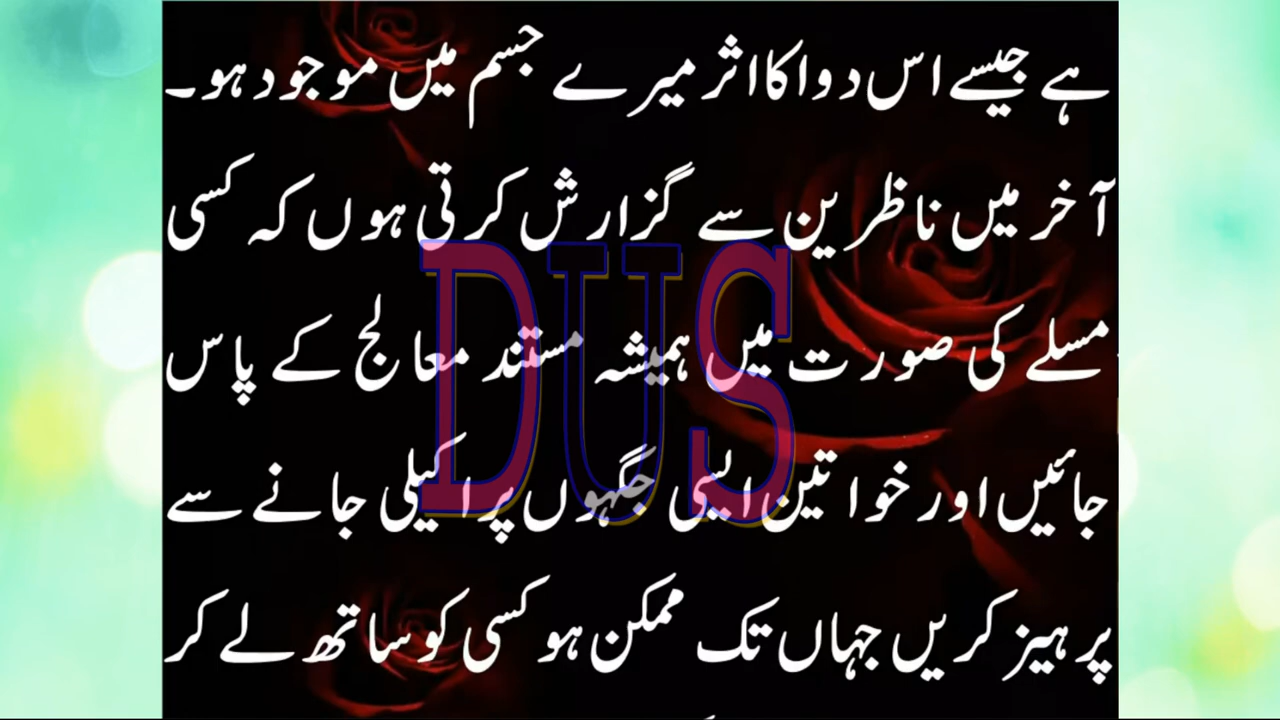 ہے جیسے اس دوا کا اثر میرے جسم میں موجود ہو۔
آخر میں ناظرین سے گزارش کرتی ہوں کہ کسی
مسلے کی صورت میں ہمیشہ مستند معالج کے پاس
جائیں اور خواتین ایسی جگہوں پر اکیلی جانے سے
پرہیز کریں جہاں تک ممکن ہو کسی کو ساتھ لے کر
DUS